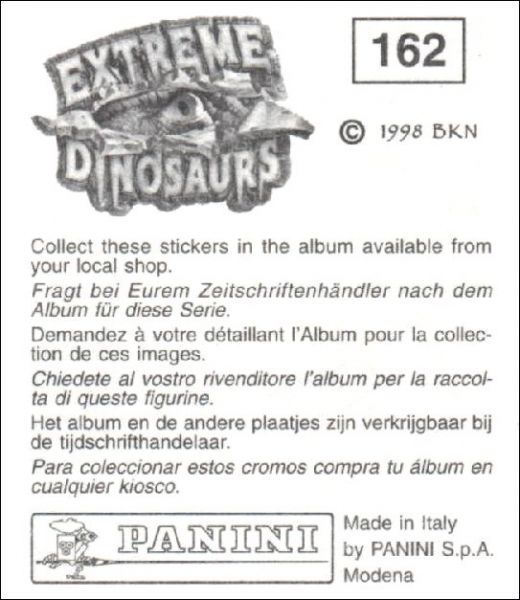 EXTREME
DINOSAURS
162
© 1998 BKN
Collect these stickers in the album available from
your local shop.
Fragt bei Eurem Zeitschriftenhändler nach dem
Album für diese Serie.
Demandez à votre détaillant l'Album pour la collec-
tion de ces images.
Chiedete al vostro rivenditore l'album per la raccol-
ta di queste figurine.
Het album en de andere plaatjes zijn verkrijgbaar bij
de tijdschrifthandelaar.
Para coleccionar estos cromos compra tu álbum en
cualquier kiosco.
PANINI
Made in Italy
by PANINI S.p.A.
Modena